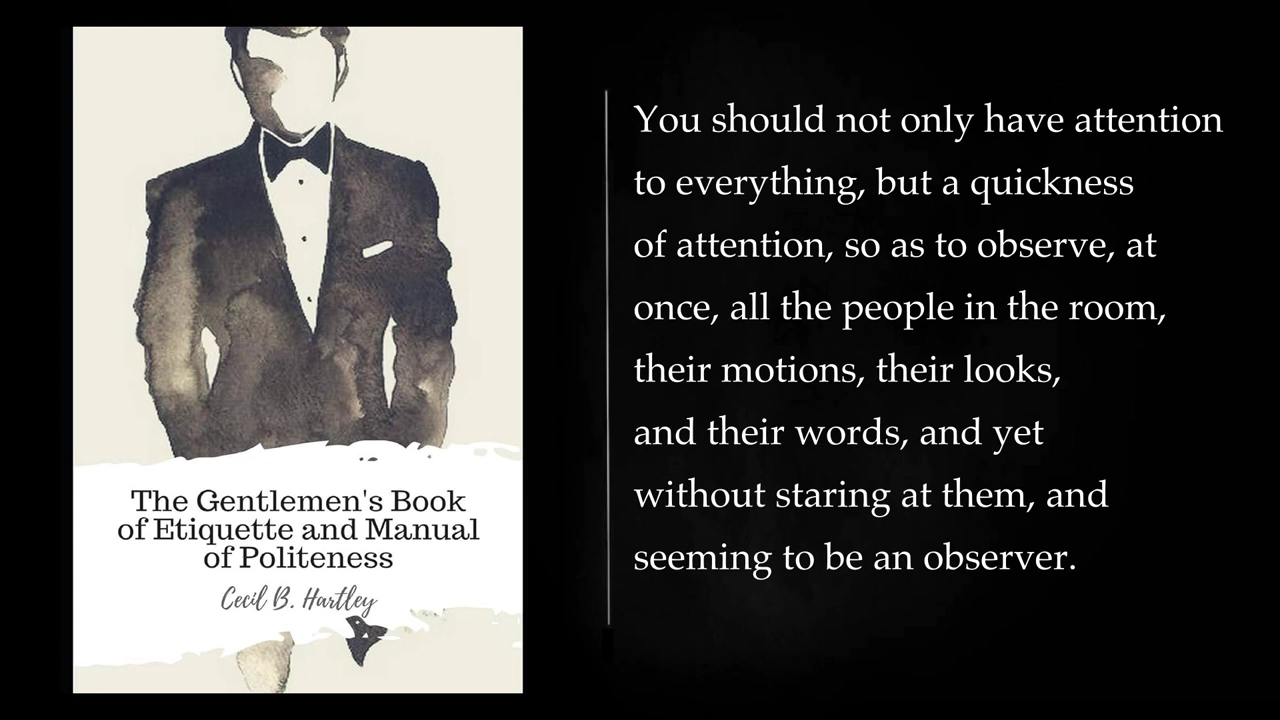 The Gentlemen's Book
of Etiquette and Manual
of Politeness
Cecil B. Hartley
You should not only have attention
to everything, but a quickness
of attention, so as to observe, at
once, all the people in the room,
their motions, their looks,
and their words, and yet
without staring at them, and
seeming to be an observer.